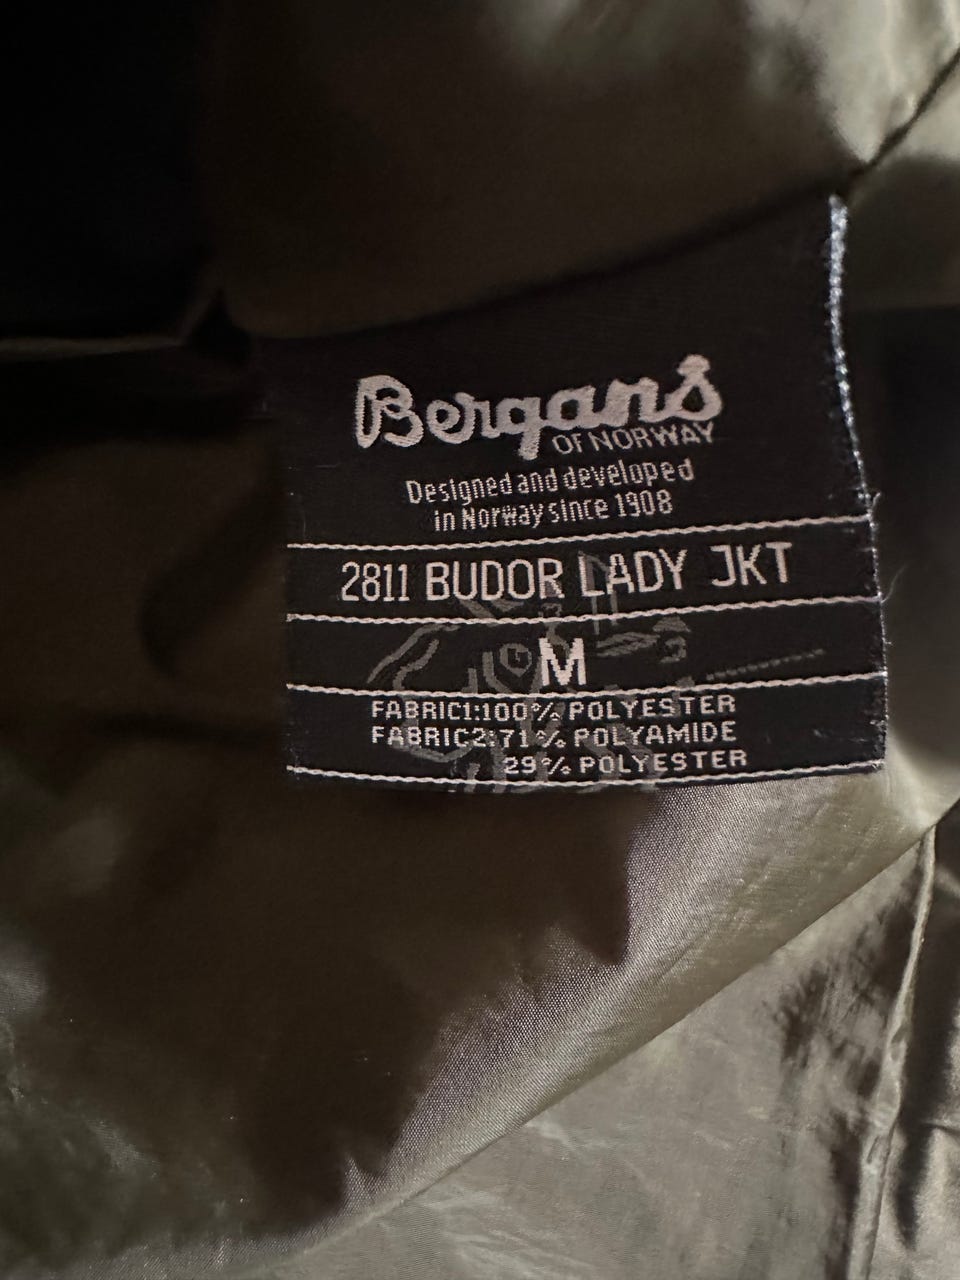 Bergans
OF NORWAY
Designed and developed
in Norway since 1908
2811 BUDOR LADY JKT
M
FABRIC1:100% POLYESTER
FABRIC2:71% POLYAMIDE
29% POLYESTER